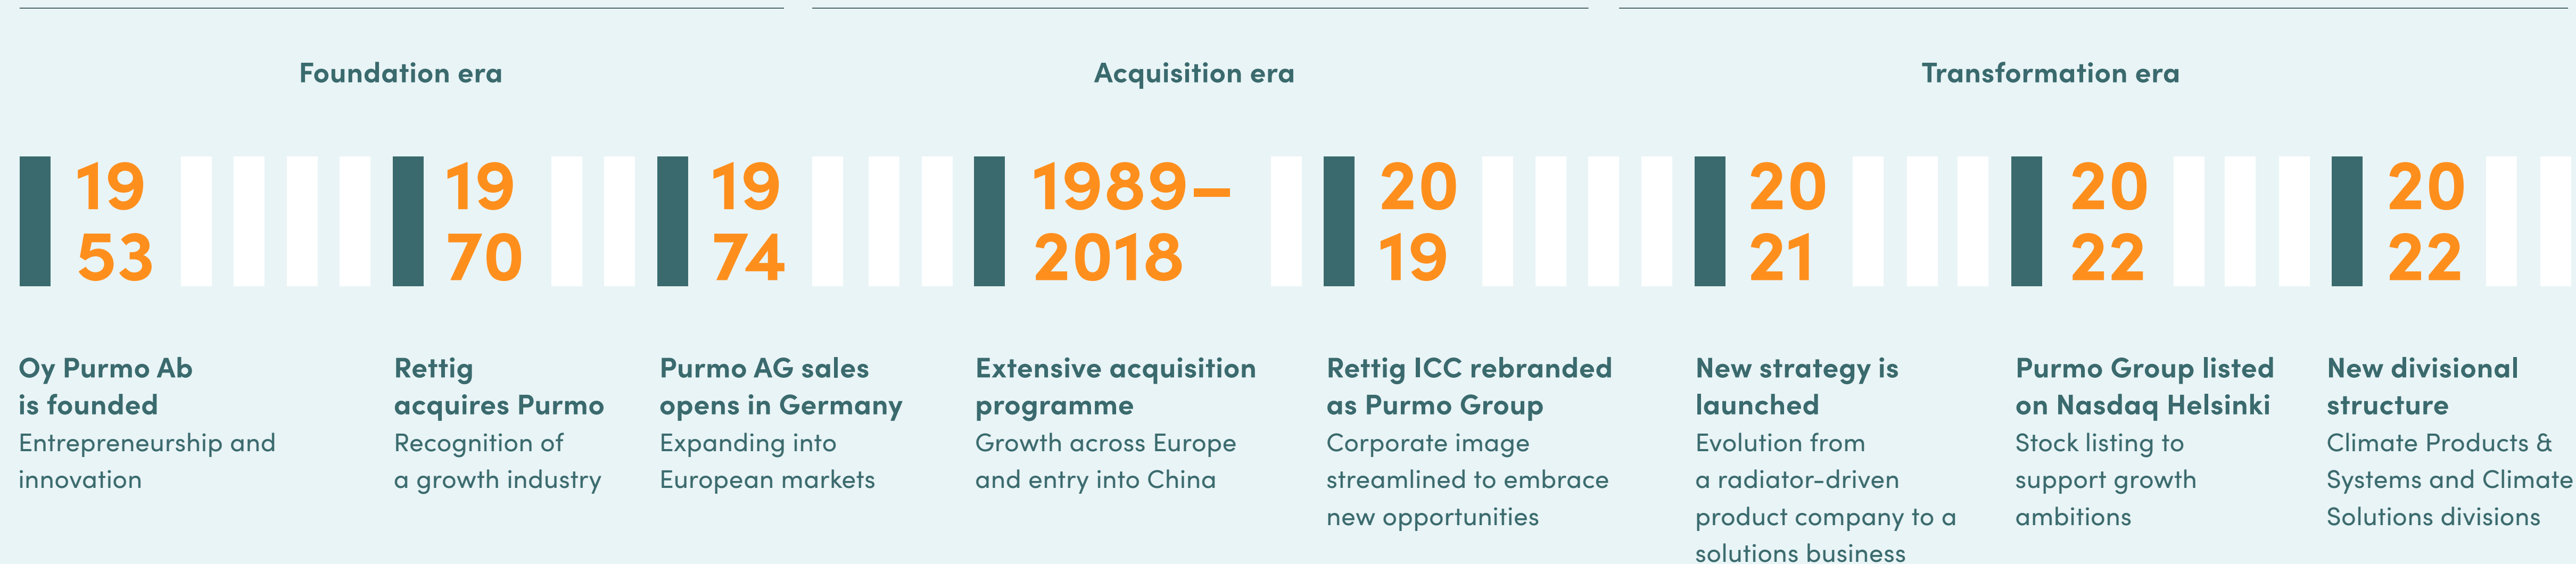 Foundation era
Acquisition era
Transformation era
19
53
Oy Purmo Ab
is founded
Entrepreneurship and
innovation
19
70
Rettig
acquires Purmo
Recognition of
a growth industry
19
74
Purmo AG sales
opens in Germany
Expanding into
European markets
1989–
2018
Extensive acquisition
programme
Growth across Europe
and entry into China
20
19
Rettig ICC rebranded
as Purmo Group
Corporate image
streamlined to embrace
new opportunities
20
21
New strategy is
launched
Evolution from
a radiator-driven
product company to a
solutions business
20
22
Purmo Group listed
on Nasdaq Helsinki
Stock listing to
support growth
ambitions
20
22
New divisional
structure
Climate Products &
Systems and Climate
Solutions divisions